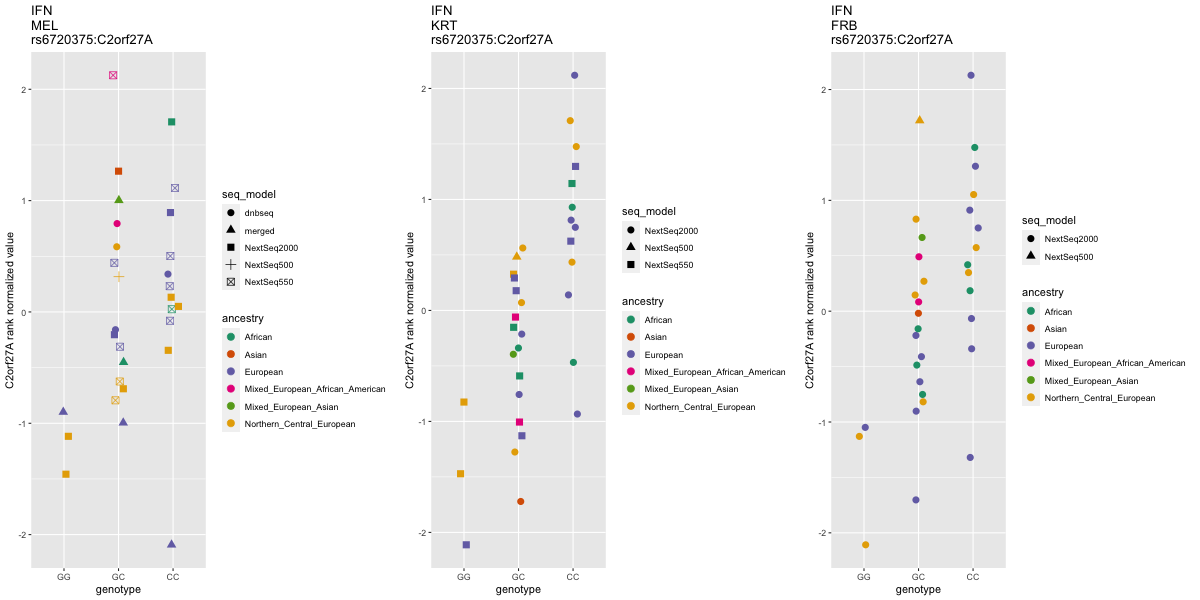 IFN
MEL
rs6720375:C2orf27A
C2orf27A rank normalized value
2
1
0
-1
-2
GG
GC
CC
genotype
seq_model
dnbseq
merged
NextSeq2000
NextSeq500
NextSeq550
ancestry
African
Asian
European
Mixed_European_African_American
Mixed_European_Asian
Northern_Central_European
IFN
KRT
rs6720375:C2orf27A
C2orf27A rank normalized value
2
1
0
-1
-2
GG
GC
CC
genotype
seq_model
NextSeq2000
NextSeq500
NextSeq550
ancestry
African
Asian
European
Mixed_European_African_American
Mixed_European_Asian
Northern_Central_European
IFN
FRB
rs6720375:C2orf27A
C2orf27A rank normalized value
2
1
0
-1
-2
GG
GC
CC
genotype
seq_model
NextSeq2000
NextSeq500
ancestry
African
Asian
European
Mixed_European_African_American
Mixed_European_Asian
Northern_Central_European